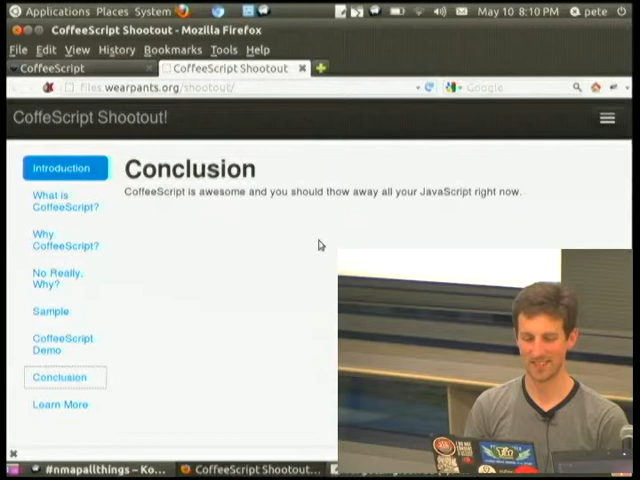 Applications Places System May 10 8:10 PM pete
CoffeeScript Shootout - Mozilla Firefox
File Edit View History Bookmarks Tools Help
CoffeeScript CoffeeScript Shootout
files.wearpants.org/shootout/ Google
CoffeScript Shootout!
Introduction
What is
CoffeeScript?
Why
CoffeeScript?
No Really.
Why?
Sample
CoffeeScript
Demo
Conclusion
Learn More
Conclusion
CoffeeScript is awesome and you should thow away all your JavaScript right now.
#nmapallthings – Ko... CoffeeScript Shootout...